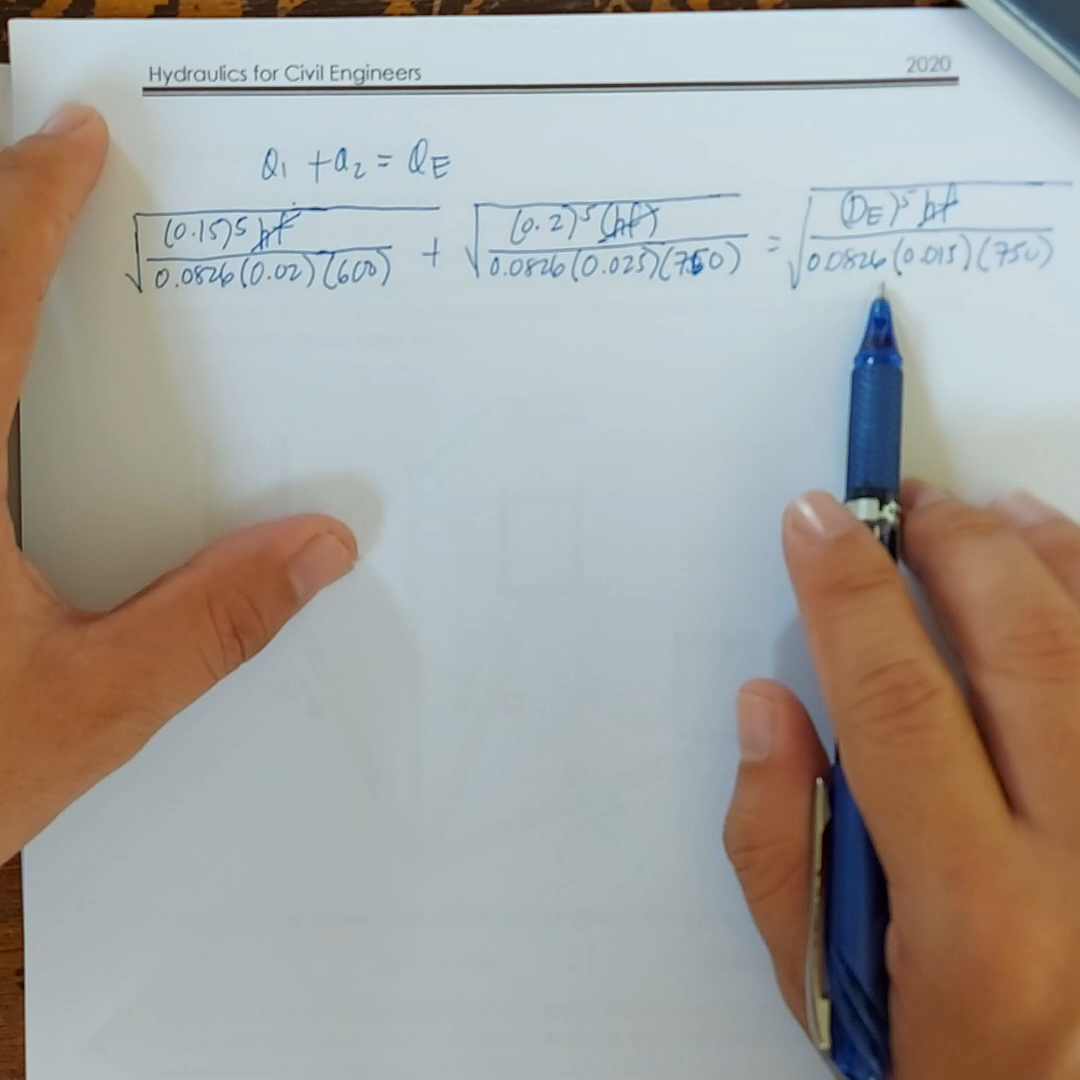 Hydraulics for Civil Engineers 2020
Q₁ + Q₂ = QE
√((0.15)⁵ hf / 0.0826(0.02)(600)) + √((0.2)⁵(hf) / 0.0826(0.025)(750)) = √((DE)⁵ hf / 0.0826(0.015)(750))